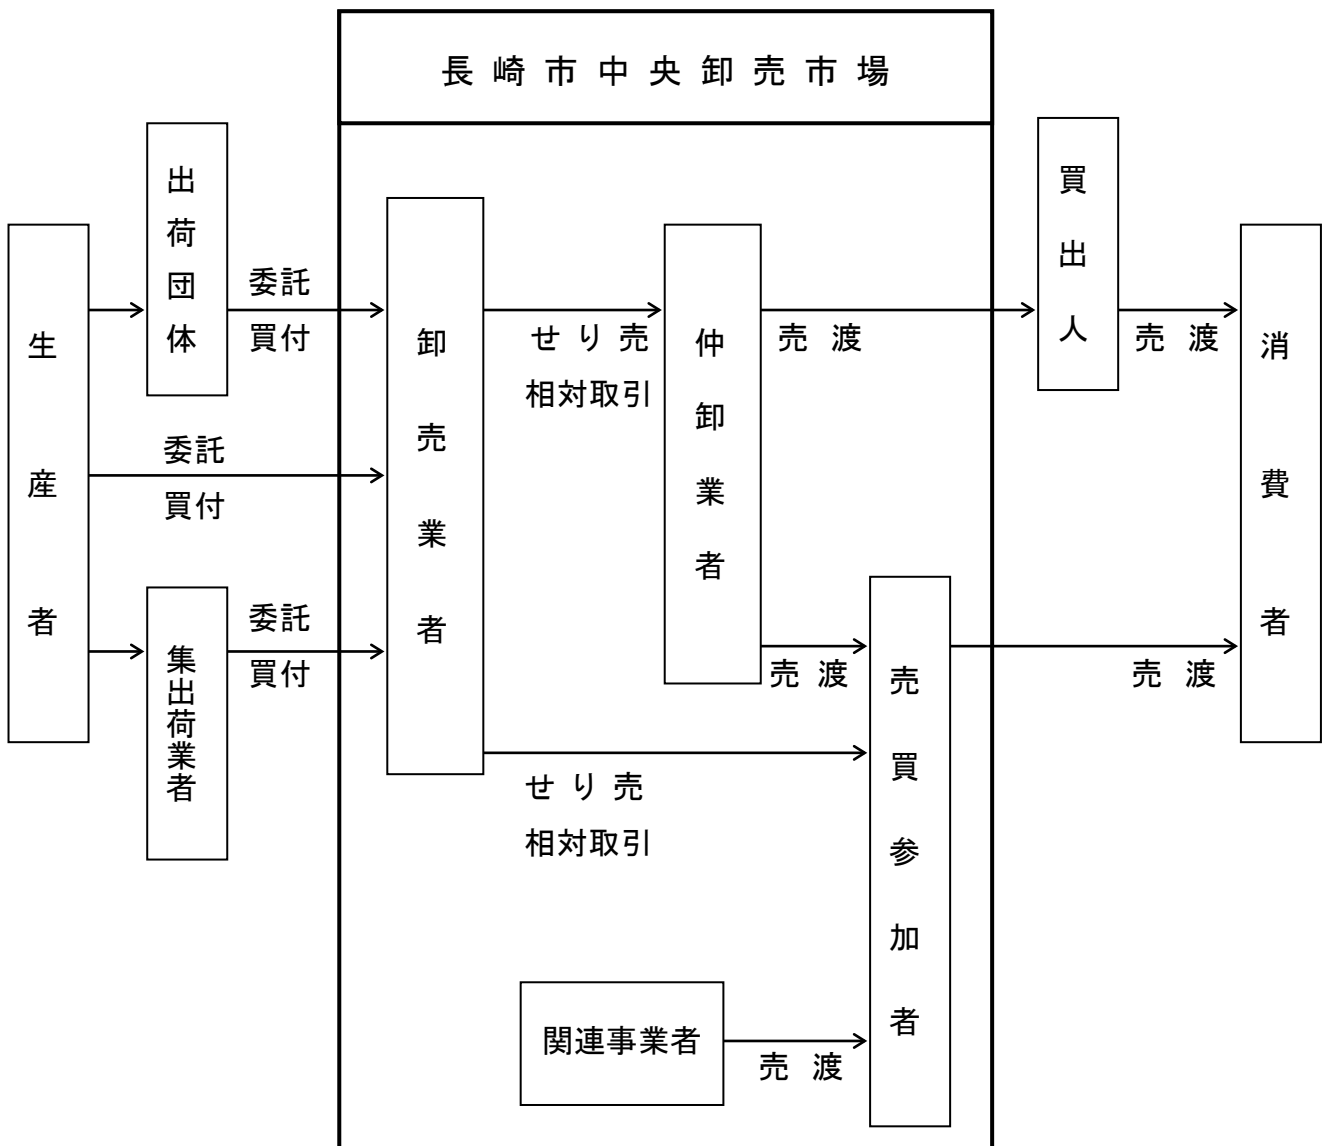 長崎市中央卸売市場
生産者
出荷団体
委託
買付
委託
買付
集出荷業者
委託
買付
卸売業者
せり売
相対取引
仲卸業者
売渡
売渡
せり売
相対取引
関連事業者
売渡
売買参加者
買出人
売渡
売渡
消費者